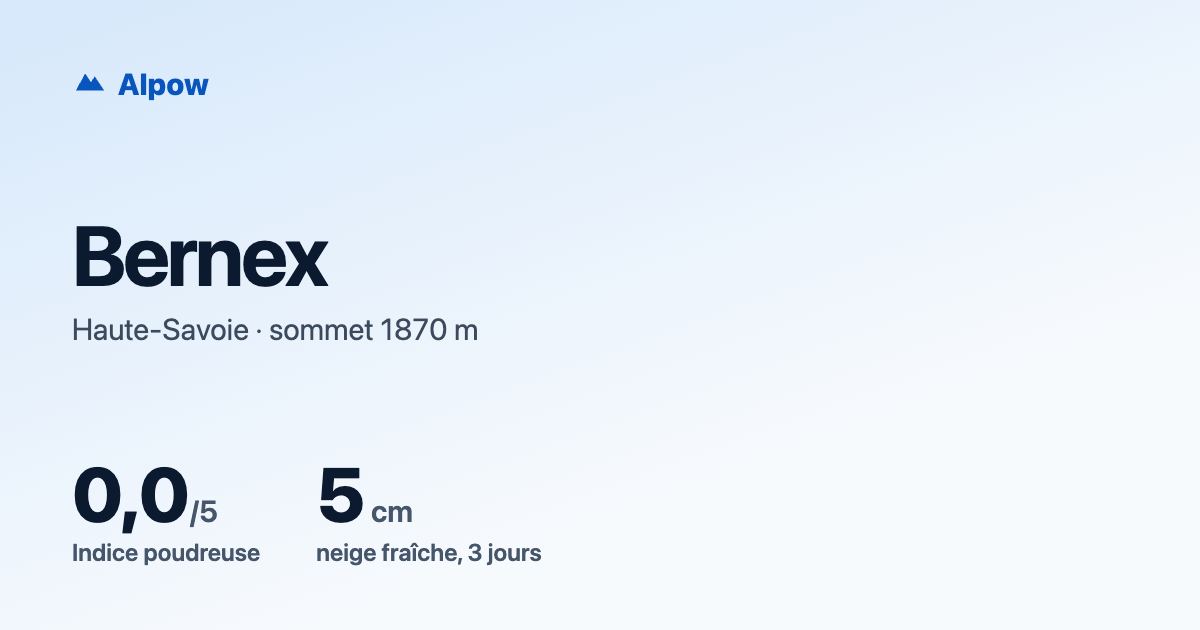 Alpow
Bernex
Haute-Savoie · sommet 1870 m
0,0/5
Indice poudreuse
5 cm
neige fraîche, 3 jours